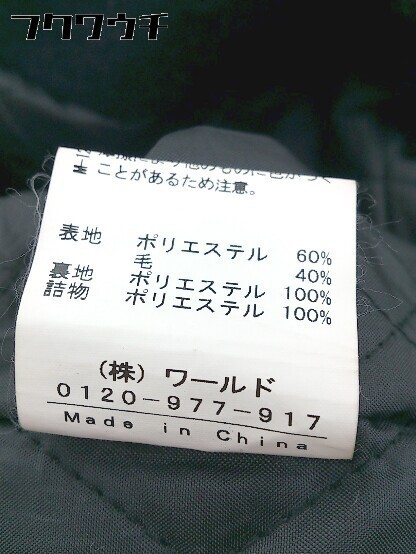 フクワウチ
ことがあるため注意。
表地 ポリエステル 60%
毛 40%
裏地 ポリエステル 100%
詰物 ポリエステル 100%
(株) ワールド
0120-977-917
Made in China